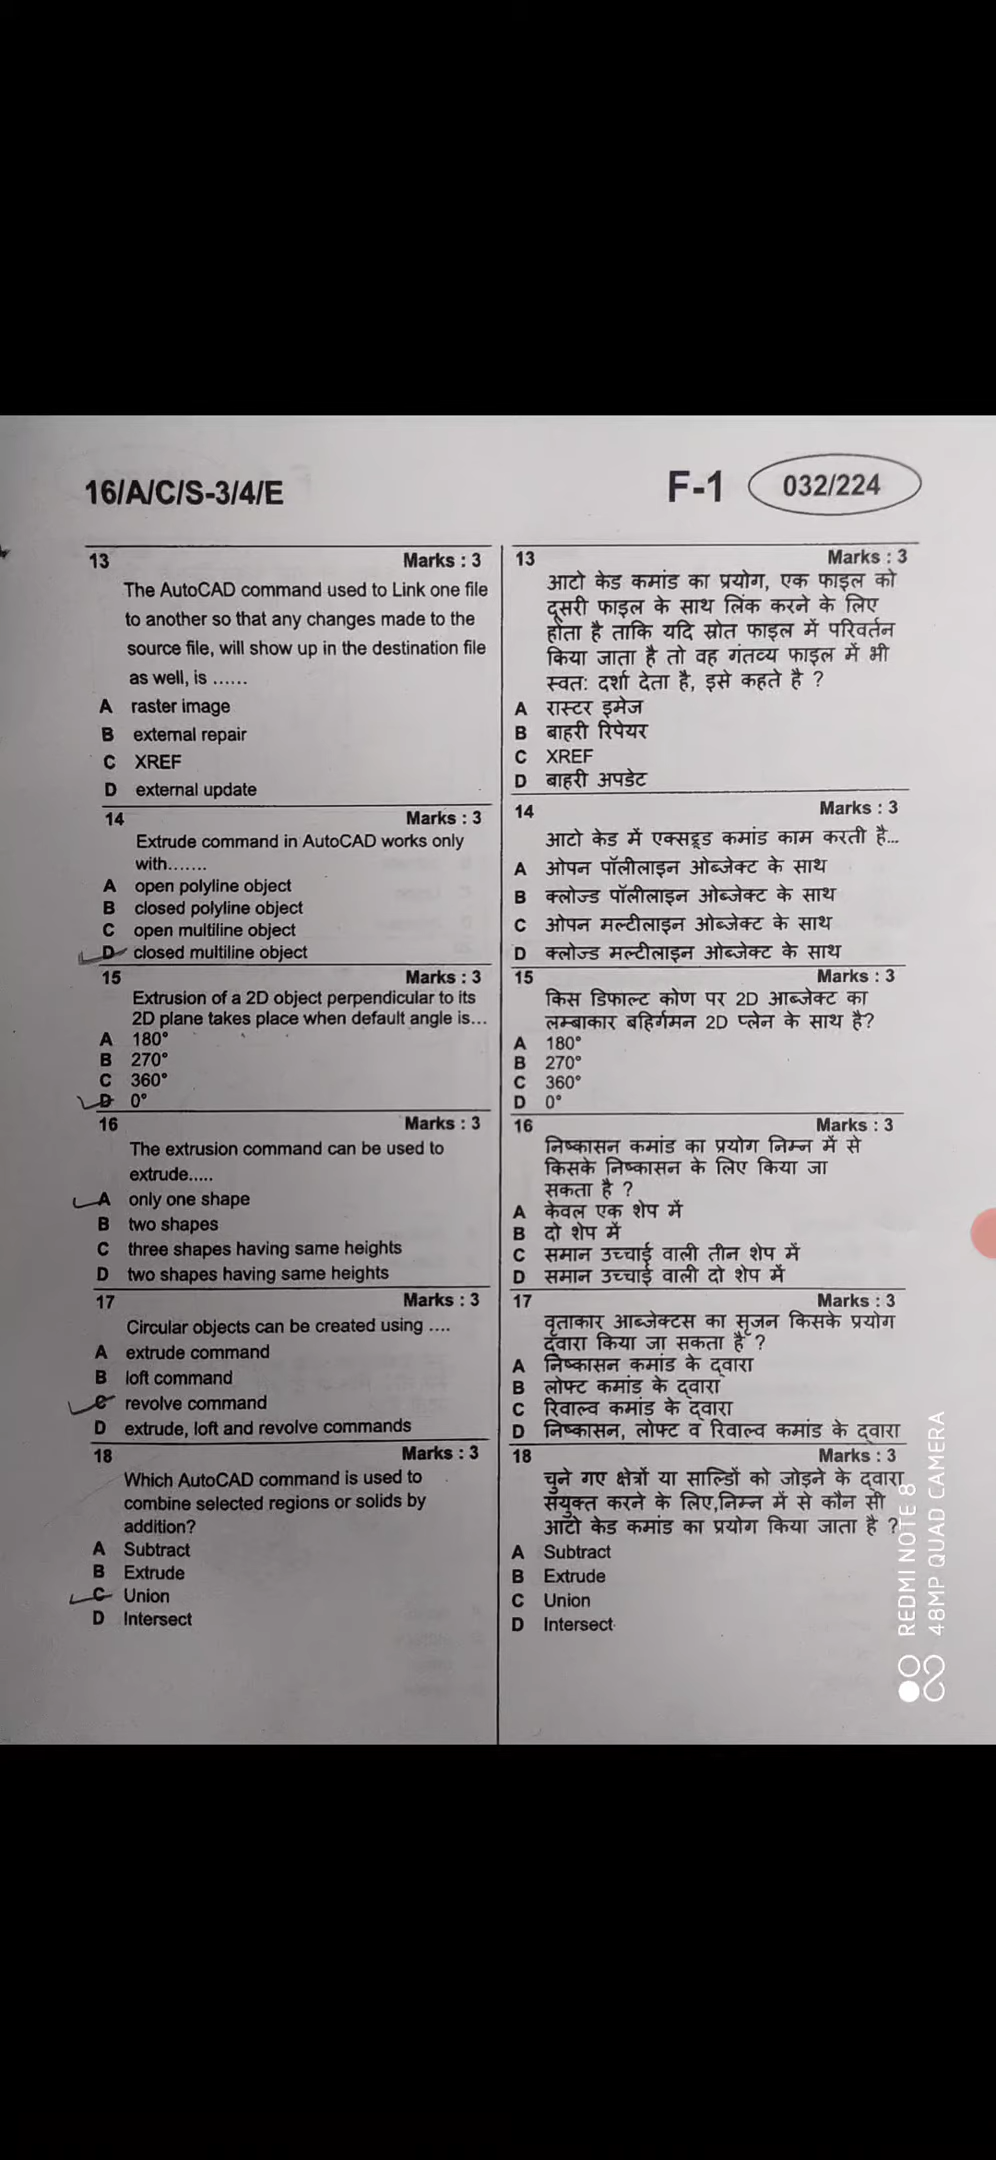 16/A/C/S-3/4/E
F-1 032/224
13 Marks : 3
The AutoCAD command used to Link one file
to another so that any changes made to the
source file, will show up in the destination file
as well, is ......
A raster image
B external repair
C XREF
D external update
14 Marks : 3
Extrude command in AutoCAD works only
with.......
A open polyline object
B closed polyline object
C open multiline object
D closed multiline object
15 Marks : 3
Extrusion of a 2D object perpendicular to its
2D plane takes place when default angle is...
A 180°
B 270°
C 360°
D 0°
16 Marks : 3
The extrusion command can be used to
extrude.....
A only one shape
B two shapes
C three shapes having same heights
D two shapes having same heights
17 Marks : 3
Circular objects can be created using ....
A extrude command
B loft command
C revolve command
D extrude, loft and revolve commands
18 Marks : 3
Which AutoCAD command is used to
combine selected regions or solids by
addition?
A Subtract
B Extrude
C Union
D Intersect
13 Marks : 3
आटो केड कमांड का प्रयोग, एक फाइल को
दूसरी फाइल के साथ लिंक करने के लिए
होता है ताकि यदि स्रोत फाइल में परिवर्तन
किया जाता है तो वह गंतव्य फाइल में भी
स्वत: दर्शा देता है, इसे कहते है ?
A रास्टर इमेज
B बाहरी रिपेयर
C XREF
D बाहरी अपडेट
14 Marks : 3
आटो केड में एक्सट्रूड कमांड काम करती है...
A ओपन पॉलीलाइन ओब्जेक्ट के साथ
B क्लोज्ड पॉलीलाइन ओब्जेक्ट के साथ
C ओपन मल्टीलाइन ओब्जेक्ट के साथ
D क्लोज्ड मल्टीलाइन ओब्जेक्ट के साथ
15 Marks : 3
किस डिफाल्ट कोण पर 2D आब्जेक्ट का
लम्बाकार बहिर्गमन 2D प्लेन के साथ है?
A 180°
B 270°
C 360°
D 0°
16 Marks : 3
निष्कासन कमांड का प्रयोग निम्न में से
किसके निष्कासन के लिए किया जा
सकता है ?
A केवल एक शेप में
B दो शेप में
C समान उच्चाई वाली तीन शेप में
D समान उच्चाई वाली दो शेप में
17 Marks : 3
वृताकार आब्जेक्टस का सृजन किसके प्रयोग
द्वारा किया जा सकता है ?
A निष्कासन कमांड के द्वारा
B लोफ्ट कमांड के द्वारा
C रिवाल्व कमांड के द्वारा
D निष्कासन, लोफ्ट व रिवाल्व कमांड के द्वारा
18 Marks : 3
चुने गए क्षेत्रों या साल्डिों को जोड़ने के द्वारा
संयुक्त करने के लिए,निम्न में से कौन सी
आटो केड कमांड का प्रयोग किया जाता है ?
A Subtract
B Extrude
C Union
D Intersect
REDMI NOTE 8
48MP QUAD CAMERA